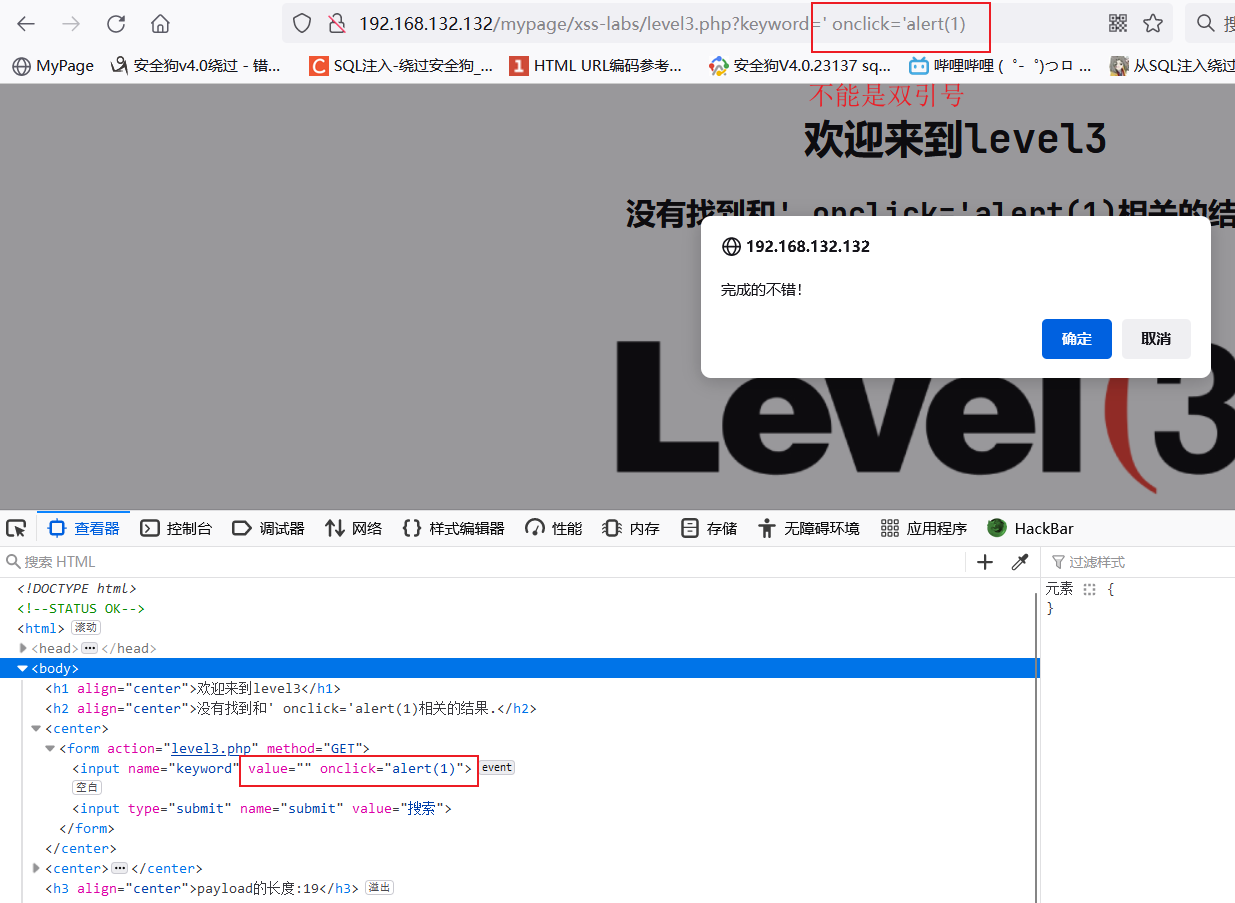 192.168.132.132/mypage/xss-labs/level3.php?keyword=' onclick='alert(1)
MyPage 安全狗v4.0绕过 - 错... SQL注入-绕过安全狗_... HTML URL编码参考... 安全狗V4.0.23137 sq... 哔哩哔哩 ( ゜- ゜)つロ ... 从SQL注入绕过
不能是双引号
欢迎来到level3
没有找到和' onclick='alert(1)相关的结
192.168.132.132
完成的不错！
确定 取消
Level(3
查看器 控制台 调试器 网络 样式编辑器 性能 内存 存储 无障碍环境 应用程序 HackBar
搜索 HTML 过滤样式
<!DOCTYPE html> 元素 {
<!--STATUS OK--> }
<html> 滚动
<head> ••• </head>
<body>
<h1 align="center">欢迎来到level3</h1>
<h2 align="center">没有找到和' onclick='alert(1)相关的结果.</h2>
<center>
<form action="level3.php" method="GET">
<input name="keyword" value="" onclick="alert(1)"> event
空白
<input type="submit" name="submit" value="搜索">
</form>
</center>
<center> ••• </center>
<h3 align="center">payload的长度:19</h3> 溢出